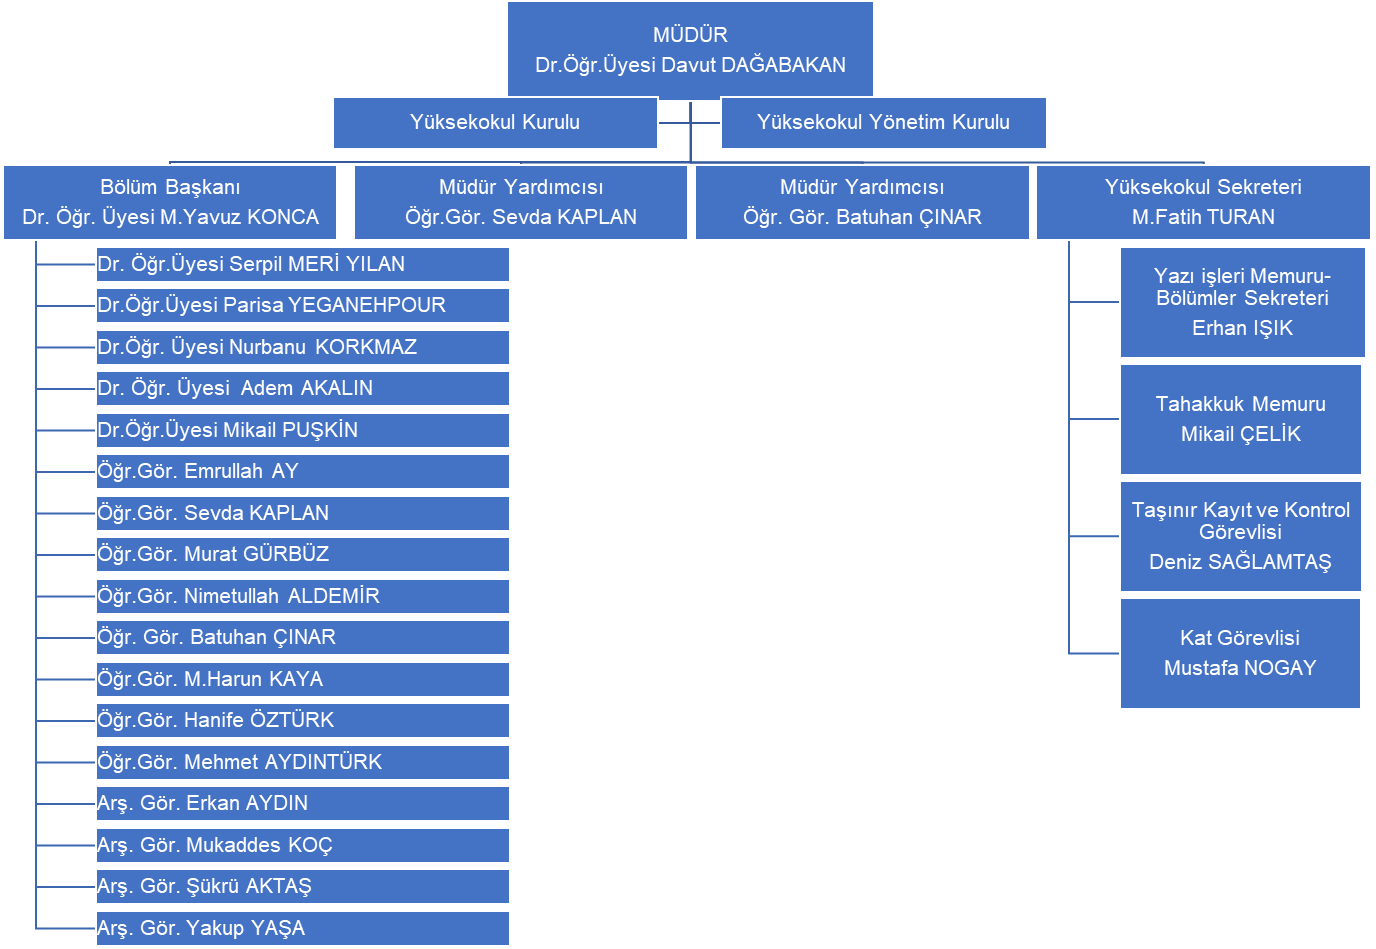 MÜDÜR
Dr.Öğr.Üyesi Davut DAĞABAKAN
Yüksekokul Kurulu
Yüksekokul Yönetim Kurulu
Bölüm Başkanı
Dr. Öğr. Üyesi M.Yavuz KONCA
Müdür Yardımcısı
Öğr.Gör. Sevda KAPLAN
Müdür Yardımcısı
Öğr. Gör. Batuhan ÇINAR
Yüksekokul Sekreteri
M.Fatih TURAN
Dr. Öğr.Üyesi Serpil MERİ YILAN
Dr.Öğr.Üyesi Parisa YEGANEHPOUR
Dr.Öğr. Üyesi Nurbanu KORKMAZ
Dr. Öğr. Üyesi Adem AKALIN
Dr.Öğr.Üyesi Mikail PUŞKİN
Öğr.Gör. Emrullah AY
Öğr.Gör. Sevda KAPLAN
Öğr.Gör. Murat GÜRBÜZ
Öğr.Gör. Nimetullah ALDEMİR
Öğr. Gör. Batuhan ÇINAR
Öğr.Gör. M.Harun KAYA
Öğr.Gör. Hanife ÖZTÜRK
Öğr.Gör. Mehmet AYDINTÜRK
Arş. Gör. Erkan AYDIN
Arş. Gör. Mukaddes KOÇ
Arş. Gör. Şükrü AKTAŞ
Arş. Gör. Yakup YAŞA
Yazı işleri Memuru-
Bölümler Sekreteri
Erhan IŞIK
Tahakkuk Memuru
Mikail ÇELİK
Taşınır Kayıt ve Kontrol
Görevlisi
Deniz SAĞLAMTAŞ
Kat Görevlisi
Mustafa NOGAY